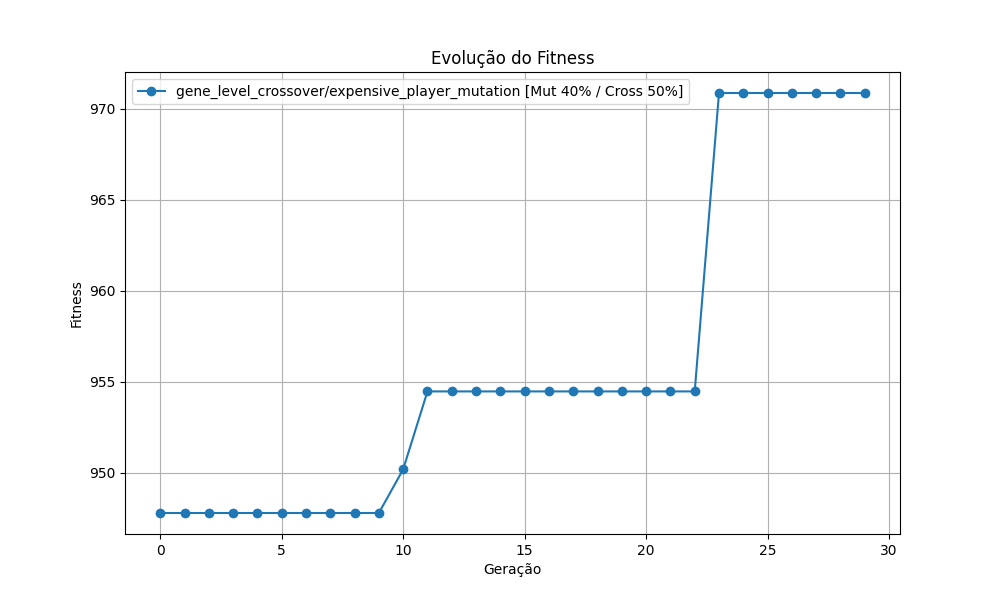 Evolução do Fitness
gene_level_crossover/expensive_player_mutation [Mut 40% / Cross 50%]
970
965
960
955
950
Fitness
0 5 10 15 20 25 30
Geração